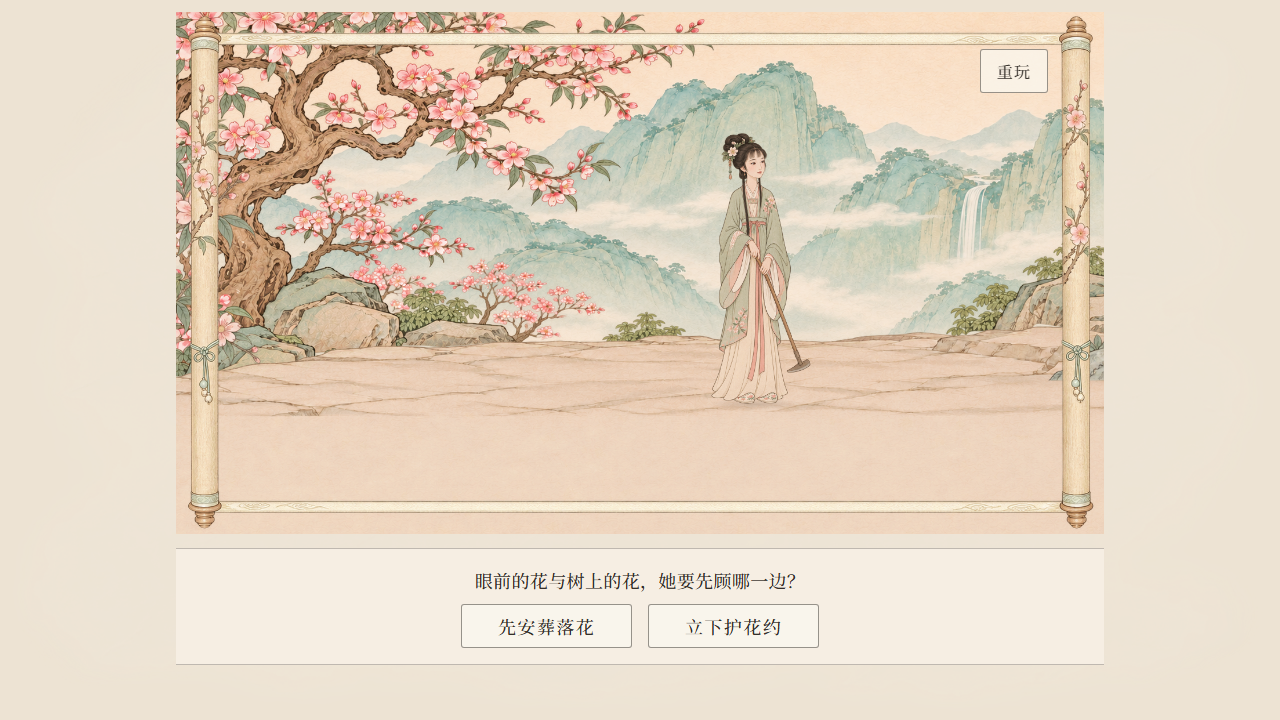 重玩
眼前的花与树上的花，她要先顾哪一边？
先安葬落花
立下护花约